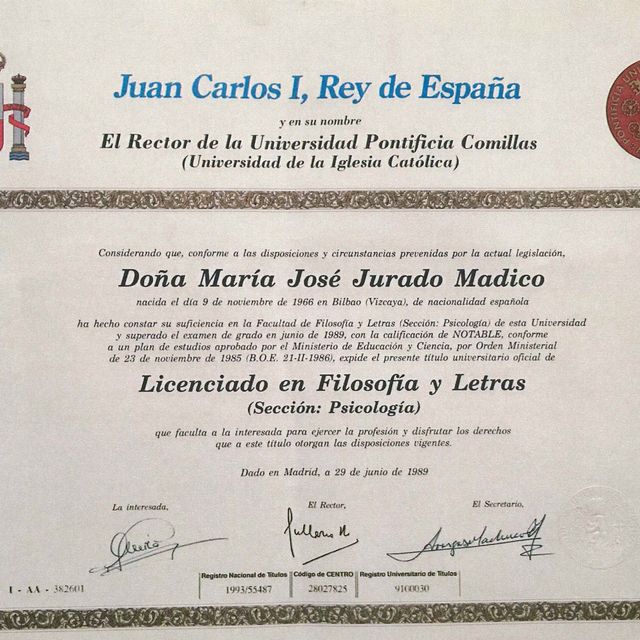 Juan Carlos I, Rey de España
y en su nombre
El Rector de la Universidad Pontificia Comillas
(Universidad de la Iglesia Católica)
Considerando que, conforme a las disposiciones y circunstancias prevenidas por la actual legislación,
Doña María José Jurado Madico
nacida el día 9 de noviembre de 1966 en Bilbao (Vizcaya), de nacionalidad española
ha hecho constar su suficiencia en la Facultad de Filosofía y Letras (Sección: Psicología) de esta Universidad
y superado el examen de grado en junio de 1989, con la calificación de NOTABLE, conforme
a un plan de estudios aprobado por el Ministerio de Educación y Ciencia, por Orden Ministerial
de 23 de noviembre de 1985 (B.O.E. 21-II-1986), expide el presente título universitario oficial de
Licenciado en Filosofía y Letras
(Sección: Psicología)
que faculta a la interesada para ejercer la profesión y disfrutar los derechos
que a este título otorgan las disposiciones vigentes.
Dado en Madrid, a 29 de junio de 1989
La interesada, El Rector, El Secretario,
Registro Nacional de Títulos Código de CENTRO Registro Universitario de Títulos
1-AA-382601 1993/55487 28027825 9100030
PONTIFICIA UNI